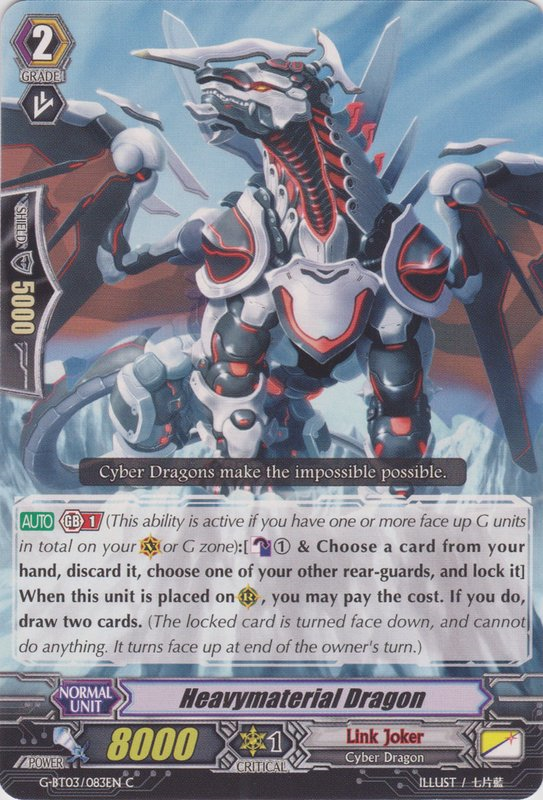 2
GRADE
SHIELD
5000
Cyber Dragons make the impossible possible.
AUTO GB 1 (This ability is active if you have one or more face up G units
in total on your V or G zone):[① & Choose a card from your
hand, discard it, choose one of your other rear-guards, and lock it]
When this unit is placed on R, you may pay the cost. If you do,
draw two cards. (The locked card is turned face down, and cannot
do anything. It turns face up at end of the owner's turn.)
NORMAL
UNIT
Heavymaterial Dragon
POWER
8000
1
CRITICAL
Link Joker
Cyber Dragon
G-BT03/083EN C
ILLUST / 七片藍